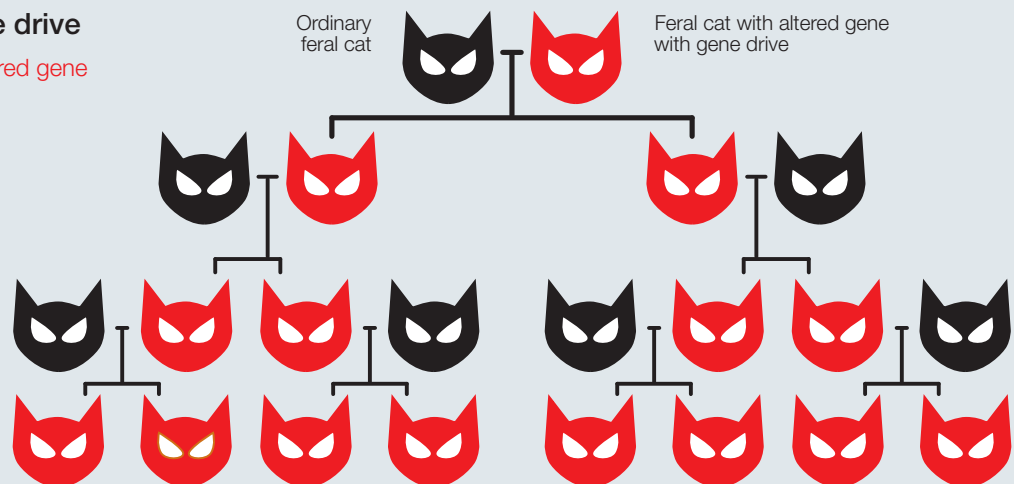 e drive
red gene
Ordinary
feral cat
Feral cat with altered gene
with gene drive